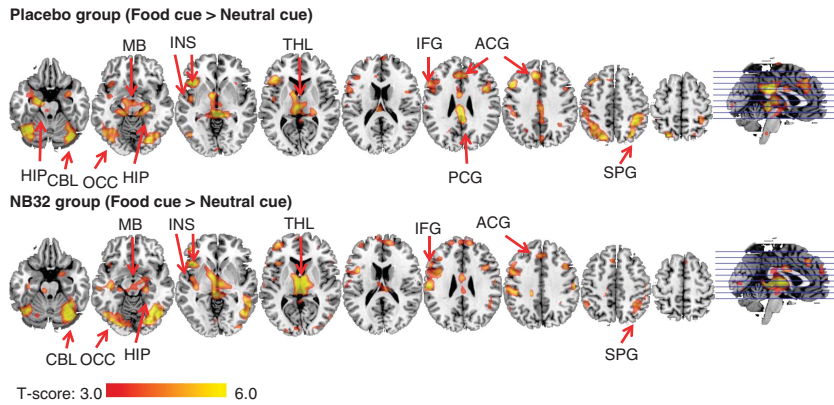 Placebo group (Food cue > Neutral cue)
MB INS THL IFG ACG
HIP CBL OCC HIP PCG SPG
NB32 group (Food cue > Neutral cue)
MB INS THL IFG ACG
CBL OCC HIP SPG
T-score: 3.0 6.0